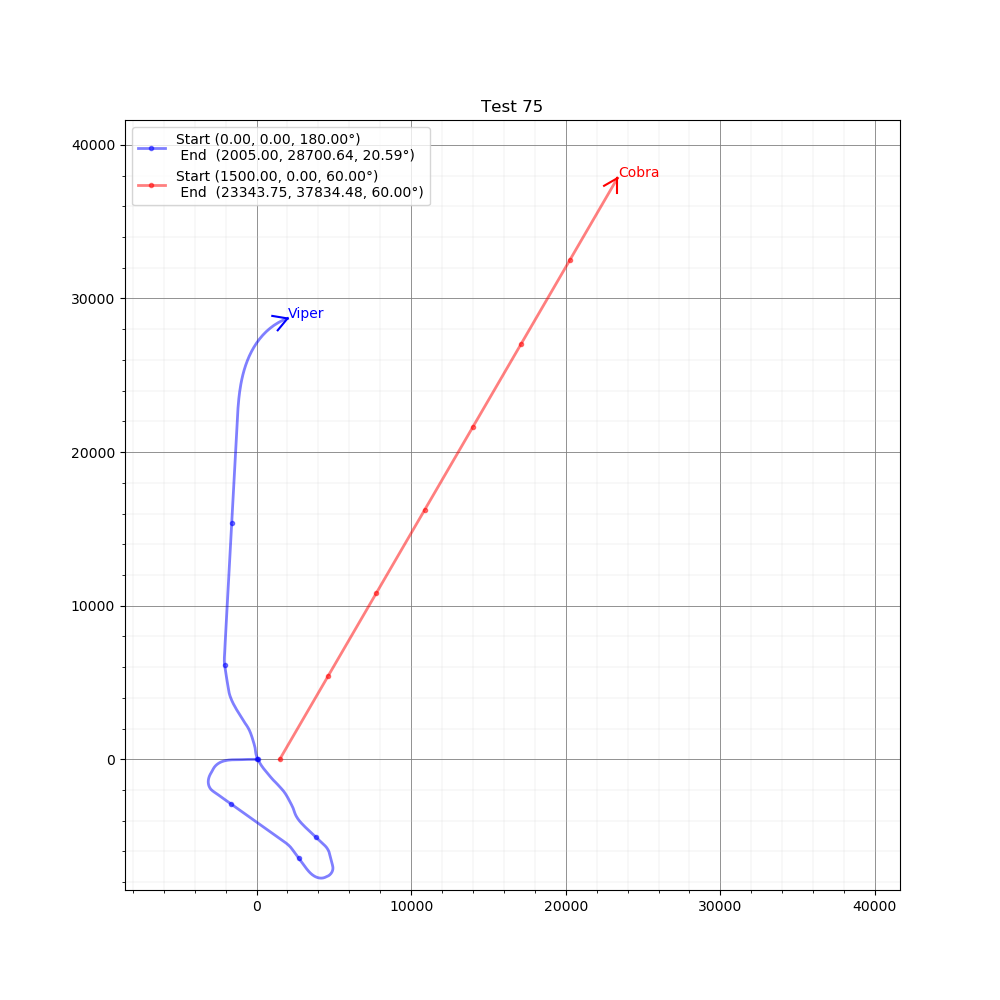 Test 75
Start (0.00, 0.00, 180.00°)
End (2005.00, 28700.64, 20.59°)
Start (1500.00, 0.00, 60.00°)
End (23343.75, 37834.48, 60.00°)
Cobra
Viper
40000
30000
20000
10000
0
0
10000
20000
30000
40000